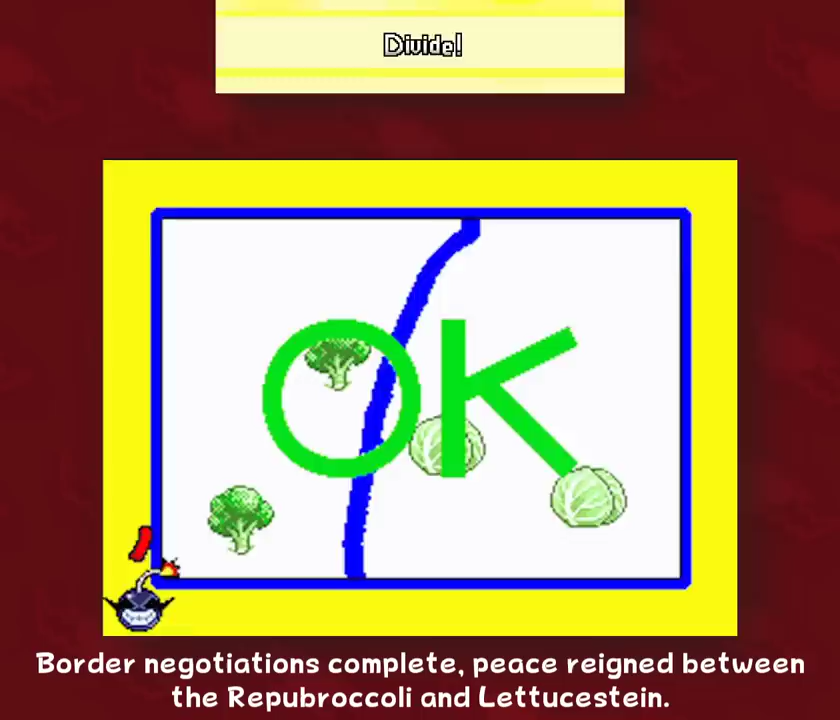 Divide!
OK
Border negotiations complete, peace reigned between
the Repubroccoli and Lettucestein.